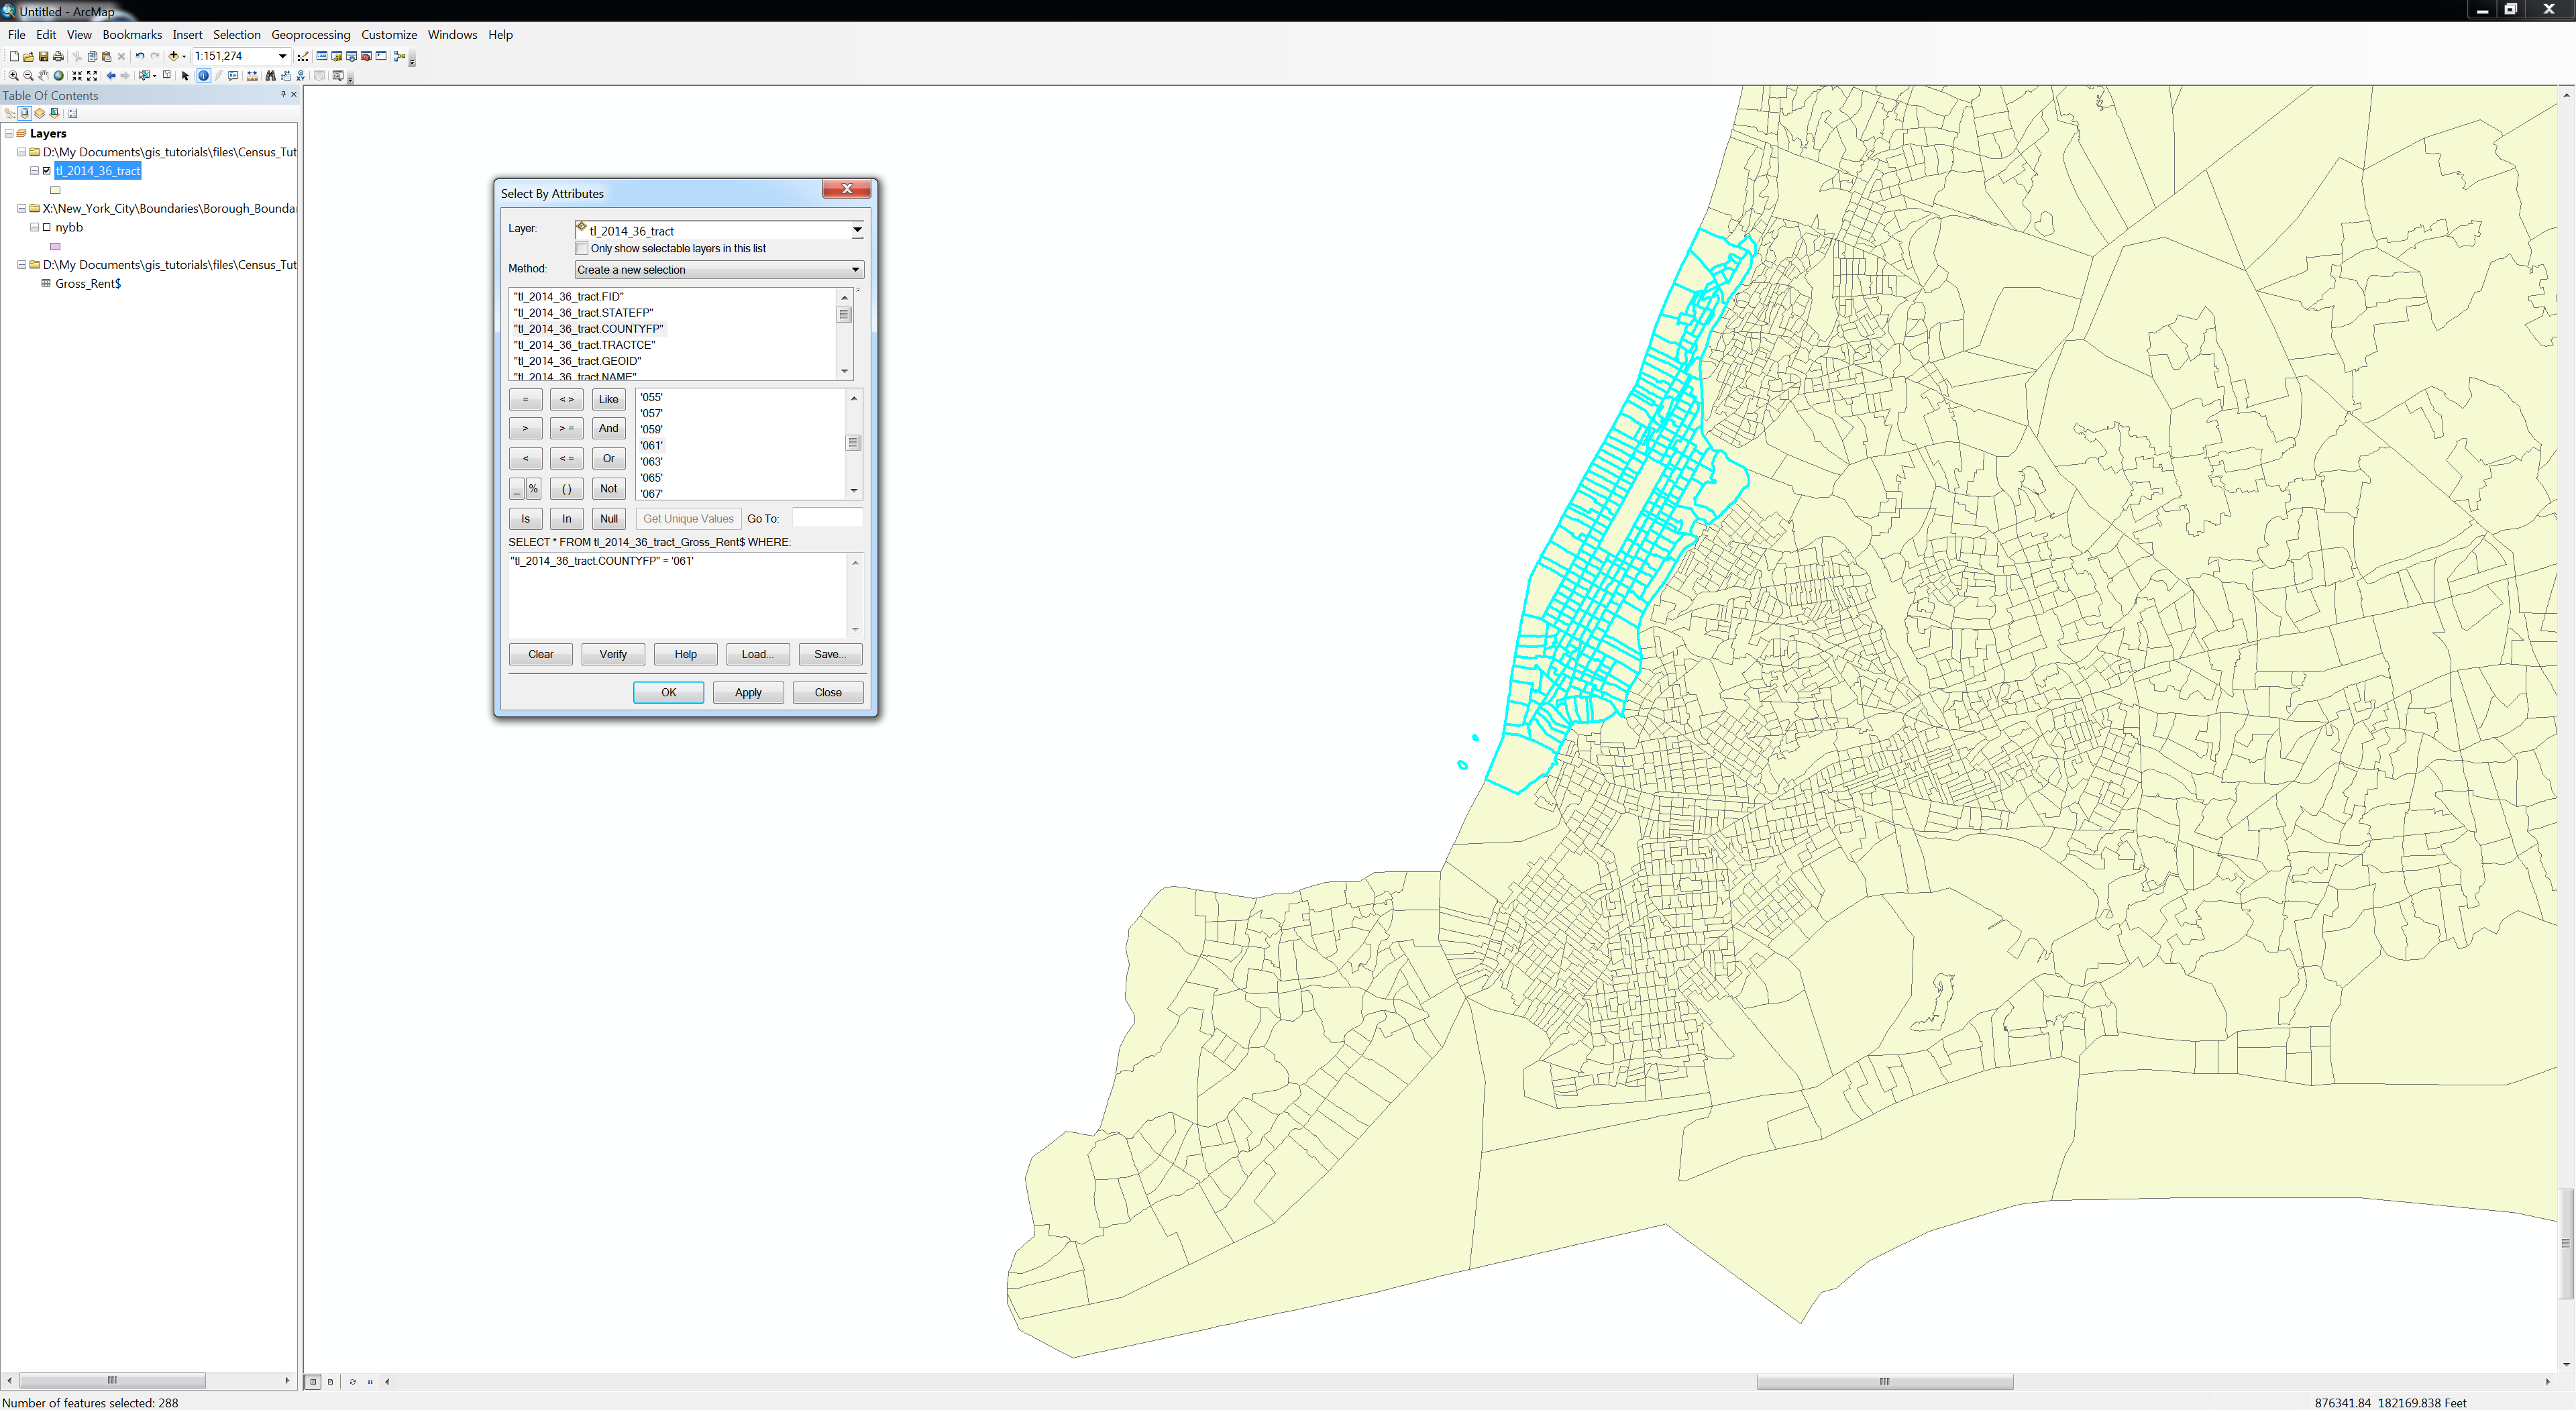 Untitled - ArcMap
File Edit View Bookmarks Insert Selection Geoprocessing Customize Windows Help
1:151,274
Table Of Contents
Layers
D:\My Documents\gis_tutorials\files\Census_Tut
tl_2014_36_tract
X:\New_York_City\Boundaries\Borough_Bounda
nybb
D:\My Documents\gis_tutorials\files\Census_Tut
Gross_Rent$
Select By Attributes
Layer: tl_2014_36_tract
Only show selectable layers in this list
Method: Create a new selection
"tl_2014_36_tract.FID"
"tl_2014_36_tract.STATEFP"
"tl_2014_36_tract.COUNTYFP"
"tl_2014_36_tract.TRACTCE"
"tl_2014_36_tract.GEOID"
"tl_2014_36_tract.NAME"
= < > Like
> > = And
< < = Or
_ % ( ) Not
Is In Null
'055'
'057'
'059'
'061'
'063'
'065'
'067'
Get Unique Values Go To:
SELECT * FROM tl_2014_36_tract_Gross_Rent$ WHERE:
"tl_2014_36_tract.COUNTYFP" = '061'
Clear Verify Help Load... Save...
OK Apply Close
Number of features selected: 288
876341.84 182169.838 Feet